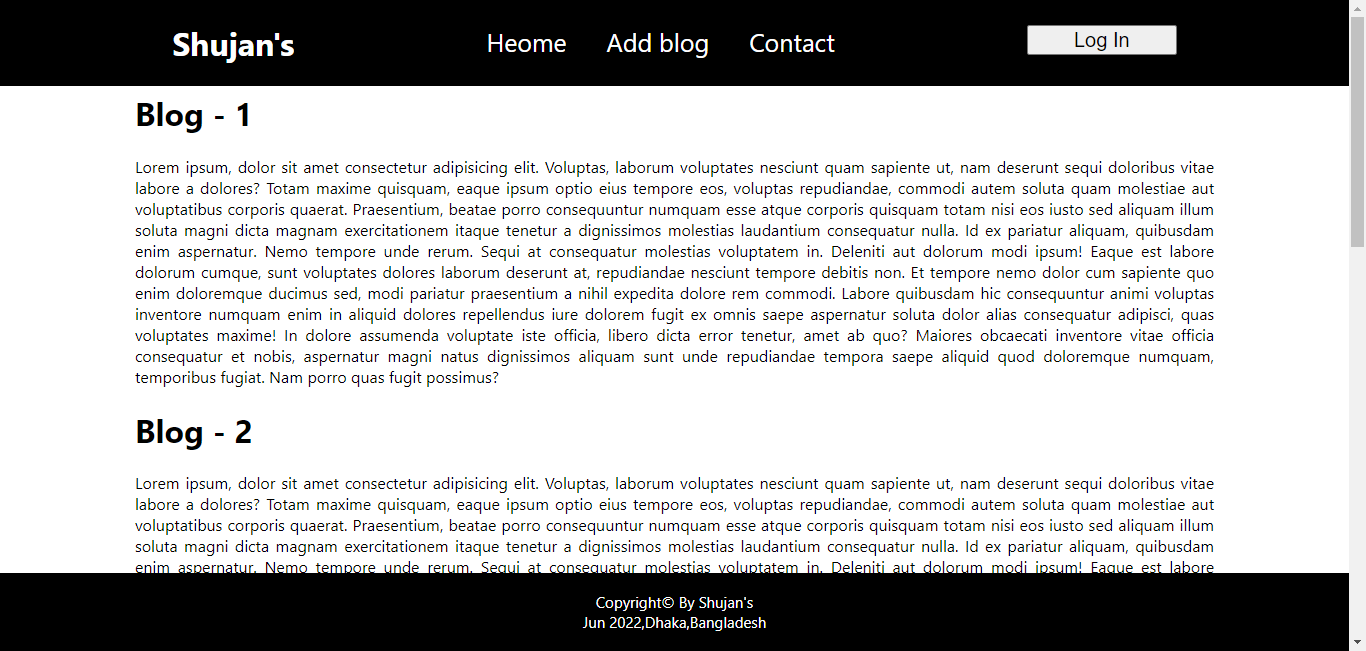 Shujan's
Heome
Add blog
Contact
Log In
Blog - 1
Lorem ipsum, dolor sit amet consectetur adipisicing elit. Voluptas, laborum voluptates nesciunt quam sapiente ut, nam deserunt sequi doloribus vitae
labore a dolores? Totam maxime quisquam, eaque ipsum optio eius tempore eos, voluptas repudiandae, commodi autem soluta quam molestiae aut
voluptatibus corporis quaerat. Praesentium, beatae porro consequuntur numquam esse atque corporis quisquam totam nisi eos iusto sed aliquam illum
soluta magni dicta magnam exercitationem itaque tenetur a dignissimos molestias laudantium consequatur nulla. Id ex pariatur aliquam, quibusdam
enim aspernatur. Nemo tempore unde rerum. Sequi at consequatur molestias voluptatem in. Deleniti aut dolorum modi ipsum! Eaque est labore
dolorum cumque, sunt voluptates dolores laborum deserunt at, repudiandae nesciunt tempore debitis non. Et tempore nemo dolor cum sapiente quo
enim doloremque ducimus sed, modi pariatur praesentium a nihil expedita dolore rem commodi. Labore quibusdam hic consequuntur animi voluptas
inventore numquam enim in aliquid dolores repellendus iure dolorem fugit ex omnis saepe aspernatur soluta dolor alias consequatur adipisci, quas
voluptates maxime! In dolore assumenda voluptate iste officia, libero dicta error tenetur, amet ab quo? Maiores obcaecati inventore vitae officia
consequatur et nobis, aspernatur magni natus dignissimos aliquam sunt unde repudiandae tempora saepe aliquid quod doloremque numquam,
temporibus fugiat. Nam porro quas fugit possimus?
Blog - 2
Lorem ipsum, dolor sit amet consectetur adipisicing elit. Voluptas, laborum voluptates nesciunt quam sapiente ut, nam deserunt sequi doloribus vitae
labore a dolores? Totam maxime quisquam, eaque ipsum optio eius tempore eos, voluptas repudiandae, commodi autem soluta quam molestiae aut
voluptatibus corporis quaerat. Praesentium, beatae porro consequuntur numquam esse atque corporis quisquam totam nisi eos iusto sed aliquam illum
soluta magni dicta magnam exercitationem itaque tenetur a dignissimos molestias laudantium consequatur nulla. Id ex pariatur aliquam, quibusdam
enim aspernatur. Nemo tempore unde rerum. Sequi at consequatur molestias voluptatem in. Deleniti aut dolorum modi ipsum! Eaque est labore
Copyright© By Shujan's
Jun 2022,Dhaka,Bangladesh